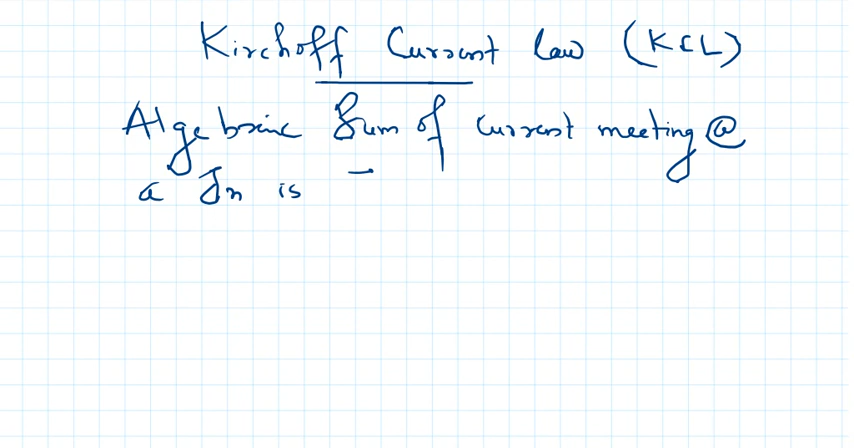 Kirchoff Current Law (KCL)
Algebraic Sum of Current meeting @
a Jn is